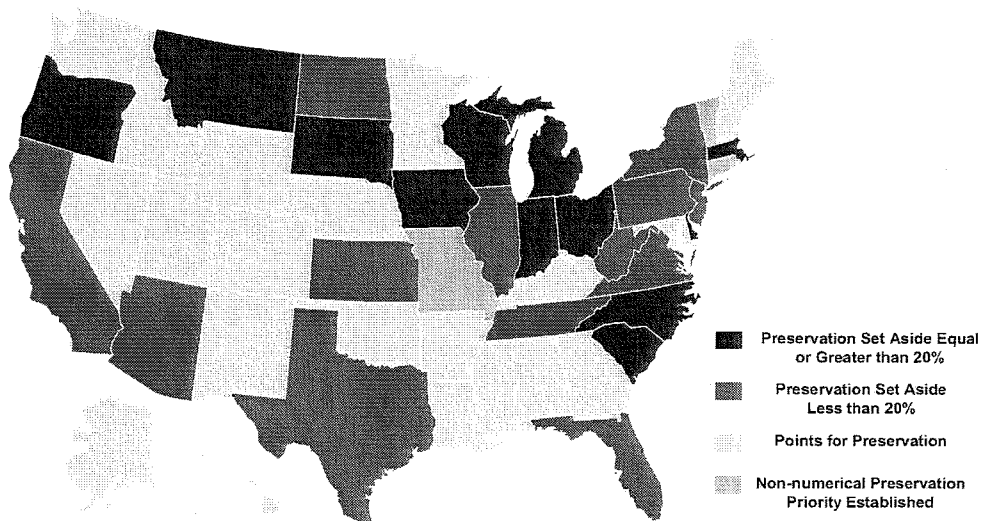 Preservation Set Aside Equal
or Greater than 20%
Preservation Set Aside
Less than 20%
Points for Preservation
Non-numerical Preservation
Priority Established